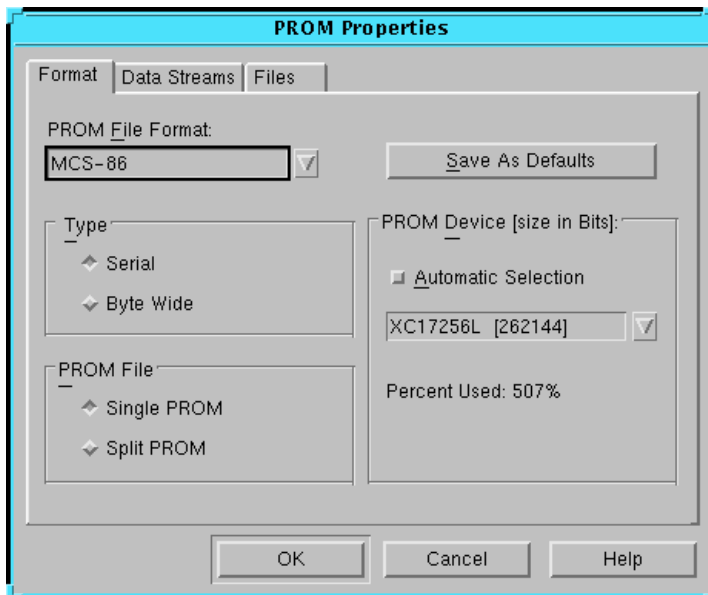 PROM Properties
Format Data Streams Files
PROM File Format:
MCS-86
Save As Defaults
Type
Serial
Byte Wide
PROM Device [size in Bits]:
Automatic Selection
XC17256L [262144]
Percent Used: 507%
PROM File
Single PROM
Split PROM
OK Cancel Help